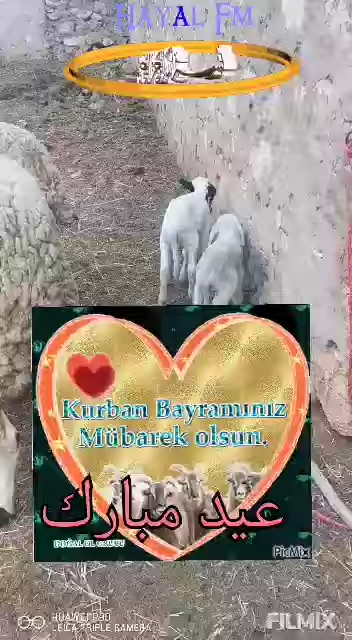 Hayal Fm
Kurban Bayramınız
Mübarek olsun.
عيد مبارك
PicMix
HUAWEI P30
LEICA TRIPLE CAMERA
FILMIX